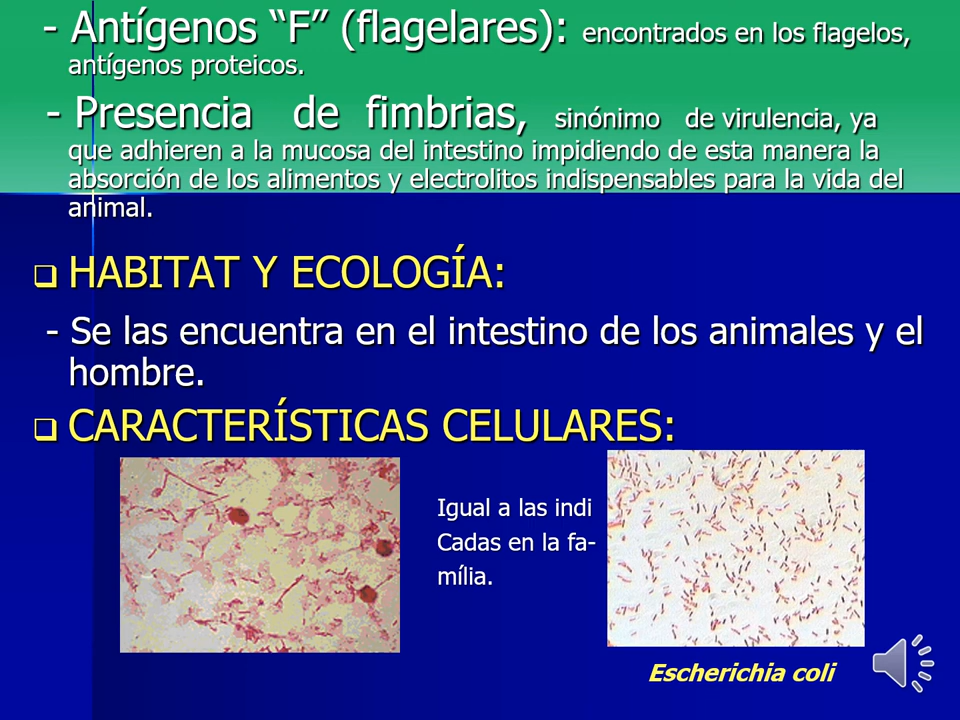 - Antígenos “F” (flagelares): encontrados en los flagelos,
antígenos proteicos.
- Presencia de fimbrias, sinónimo de virulencia, ya
que adhieren a la mucosa del intestino impidiendo de esta manera la
absorción de los alimentos y electrolitos indispensables para la vida del
animal.
HABITAT Y ECOLOGÍA:
- Se las encuentra en el intestino de los animales y el
hombre.
CARACTERÍSTICAS CELULARES:
Igual a las indi
Cadas en la fa-
mília.
Escherichia coli